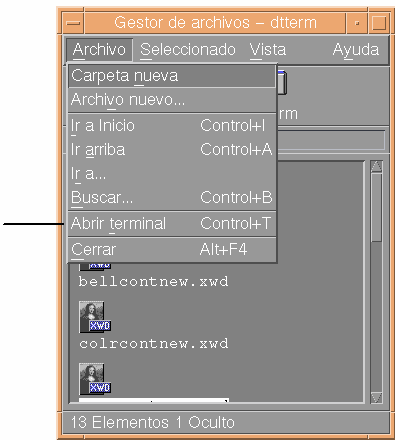 Gestor de archivos - dtterm
Archivo Seleccionado Vista Ayuda
Carpeta nueva
Archivo nuevo...
rm
Ir a Inicio Control+I
Ir arriba Control+A
Ir a...
Buscar... Control+B
Abrir terminal Control+T
Cerrar Alt+F4
XWD
bellcontnew.xwd
XWD
colrcontnew.xwd
XWD
13 Elementos 1 Oculto